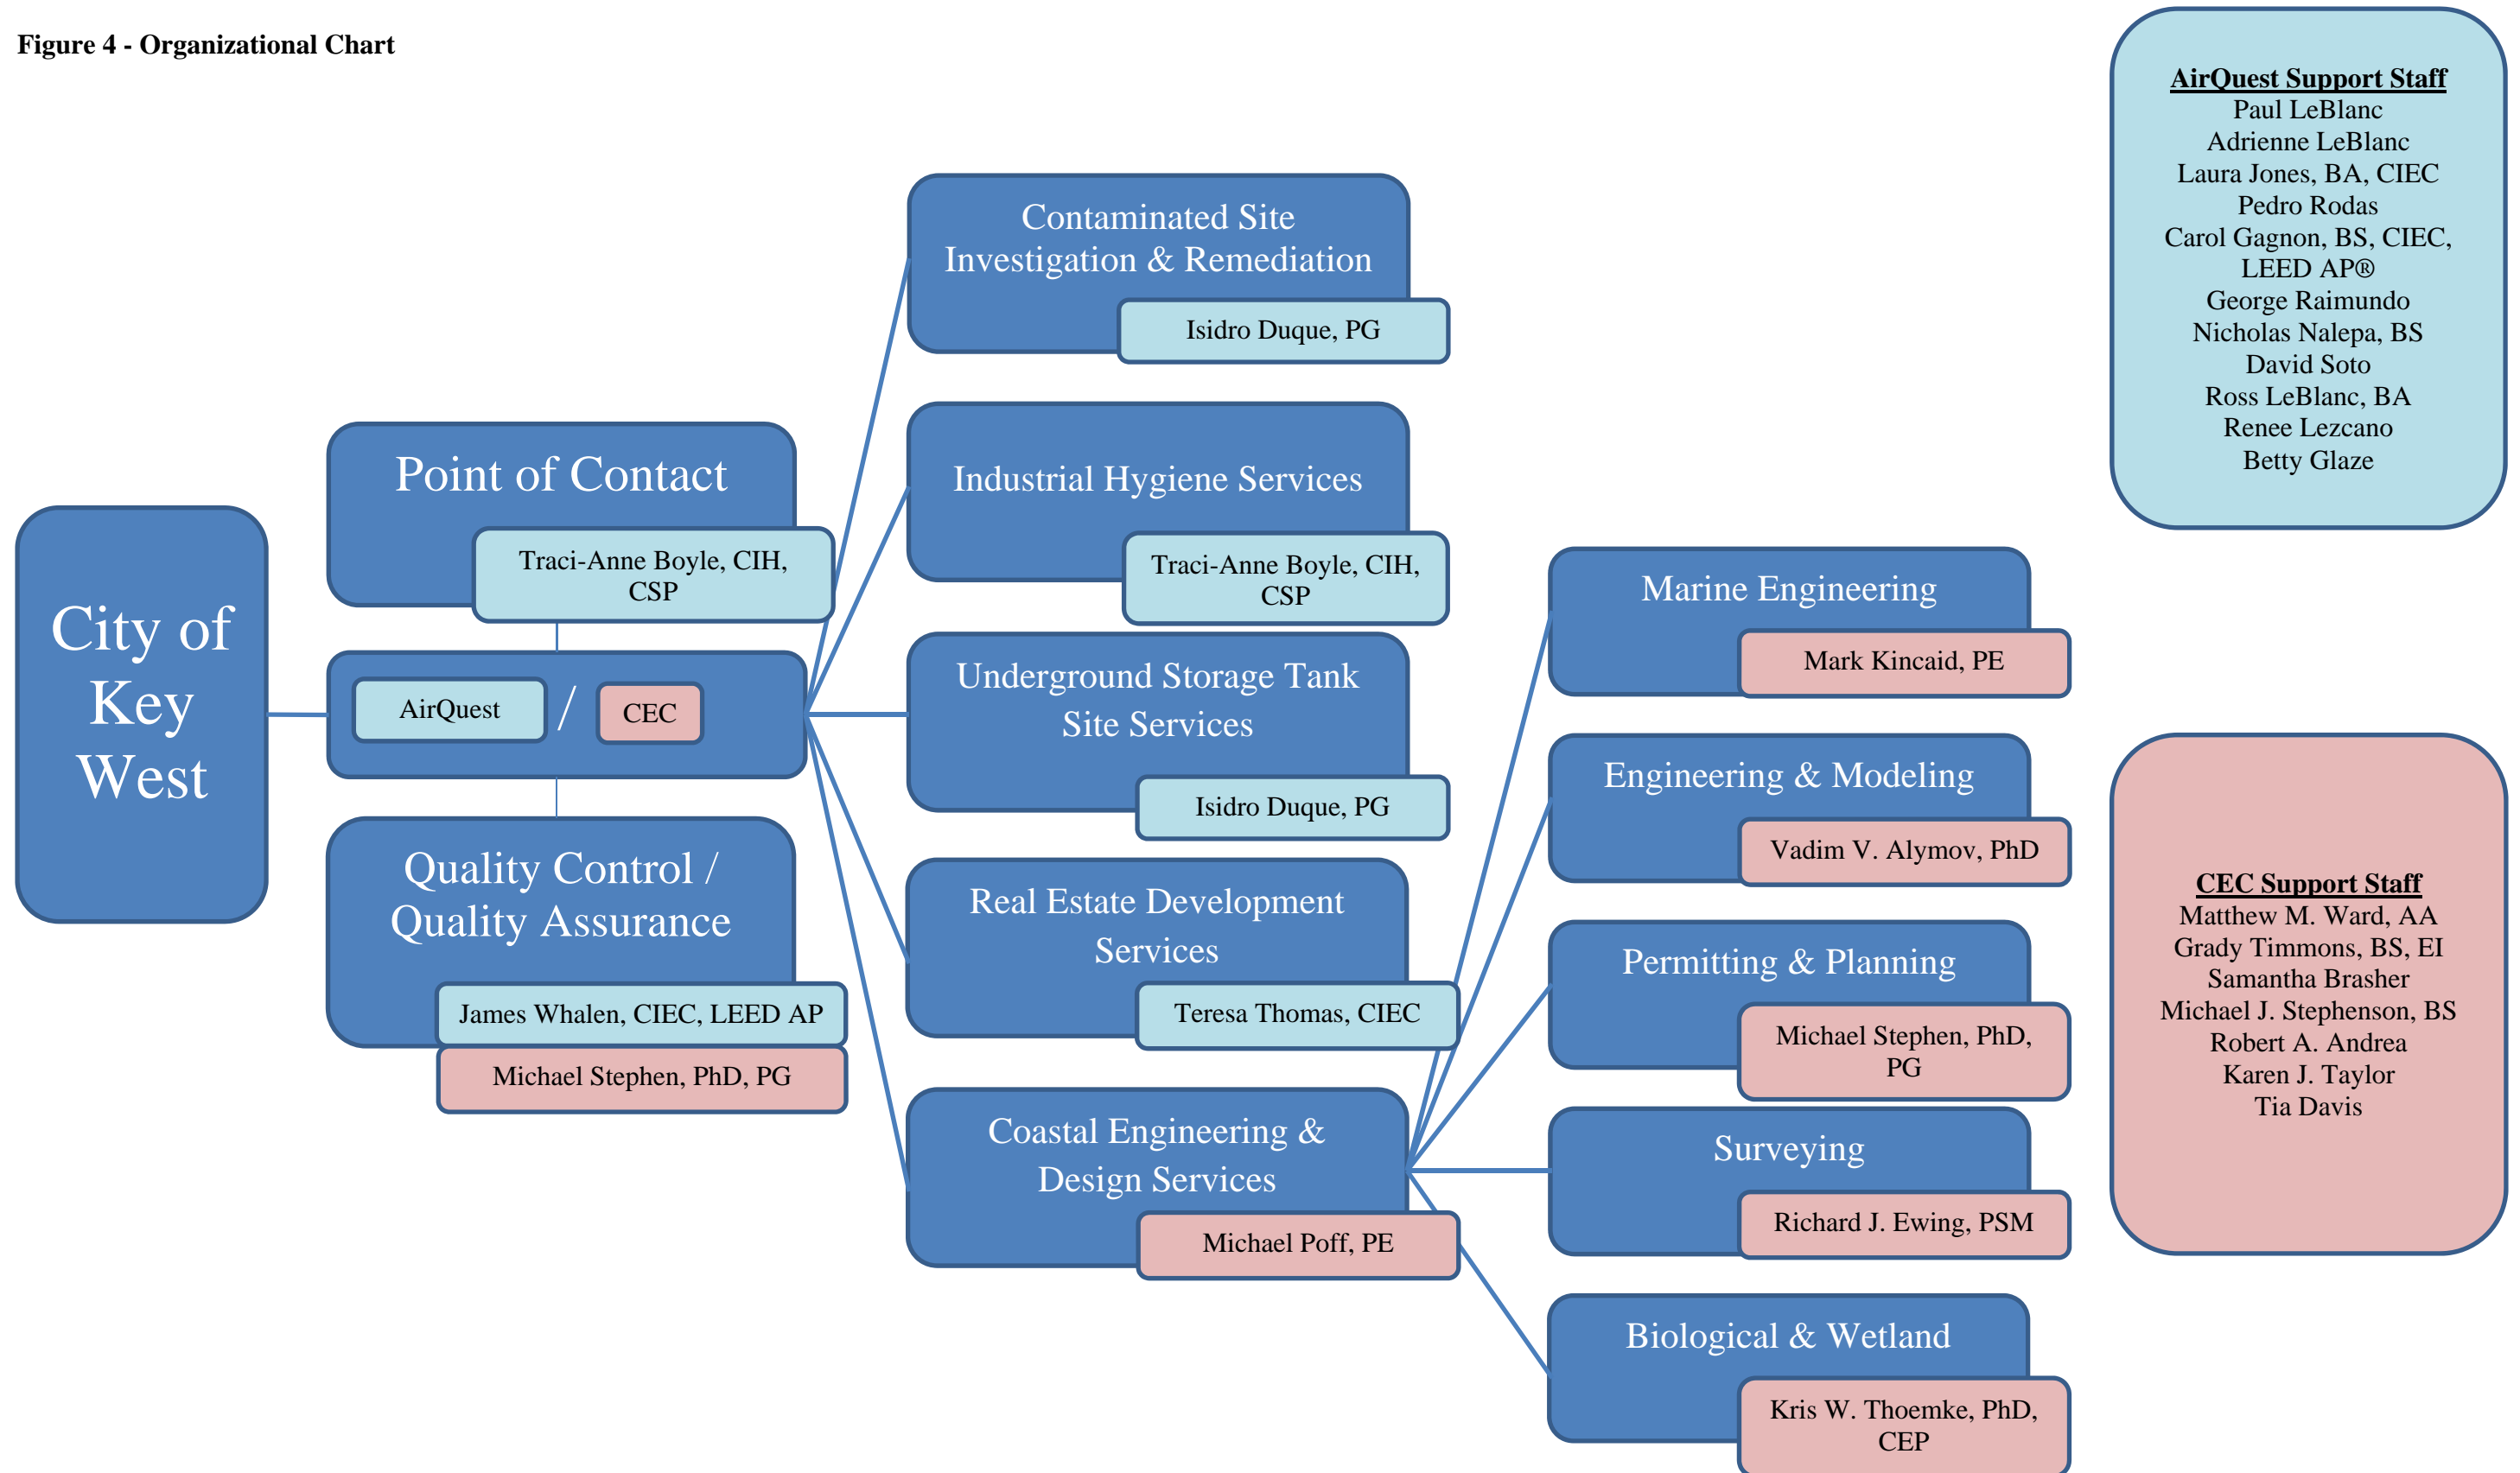 Figure 4 - Organizational Chart
City of
Key
West
Point of Contact
Traci-Anne Boyle, CIH,
CSP
AirQuest
/
CEC
Quality Control /
Quality Assurance
James Whalen, CIEC, LEED AP
Michael Stephen, PhD, PG
Contaminated Site
Investigation & Remediation
Isidro Duque, PG
Industrial Hygiene Services
Traci-Anne Boyle, CIH,
CSP
Underground Storage Tank
Site Services
Isidro Duque, PG
Real Estate Development
Services
Teresa Thomas, CIEC
Coastal Engineering &
Design Services
Michael Poff, PE
Marine Engineering
Mark Kincaid, PE
Engineering & Modeling
Vadim V. Alymov, PhD
Permitting & Planning
Michael Stephen, PhD,
PG
Surveying
Richard J. Ewing, PSM
Biological & Wetland
Kris W. Thoemke, PhD,
CEP
AirQuest Support Staff
Paul LeBlanc
Adrienne LeBlanc
Laura Jones, BA, CIEC
Pedro Rodas
Carol Gagnon, BS, CIEC,
LEED AP®
George Raimundo
Nicholas Nalepa, BS
David Soto
Ross LeBlanc, BA
Renee Lezcano
Betty Glaze
CEC Support Staff
Matthew M. Ward, AA
Grady Timmons, BS, EI
Samantha Brasher
Michael J. Stephenson, BS
Robert A. Andrea
Karen J. Taylor
Tia Davis